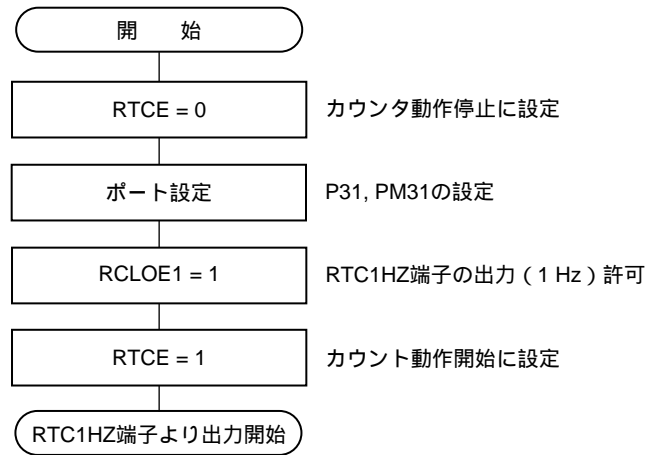 開　　始
RTCE = 0　カウンタ動作停止に設定
ポート設定　P31, PM31の設定
RCLOE1 = 1　RTC1HZ端子の出力（1 Hz）許可
RTCE = 1　カウント動作開始に設定
RTC1HZ端子より出力開始